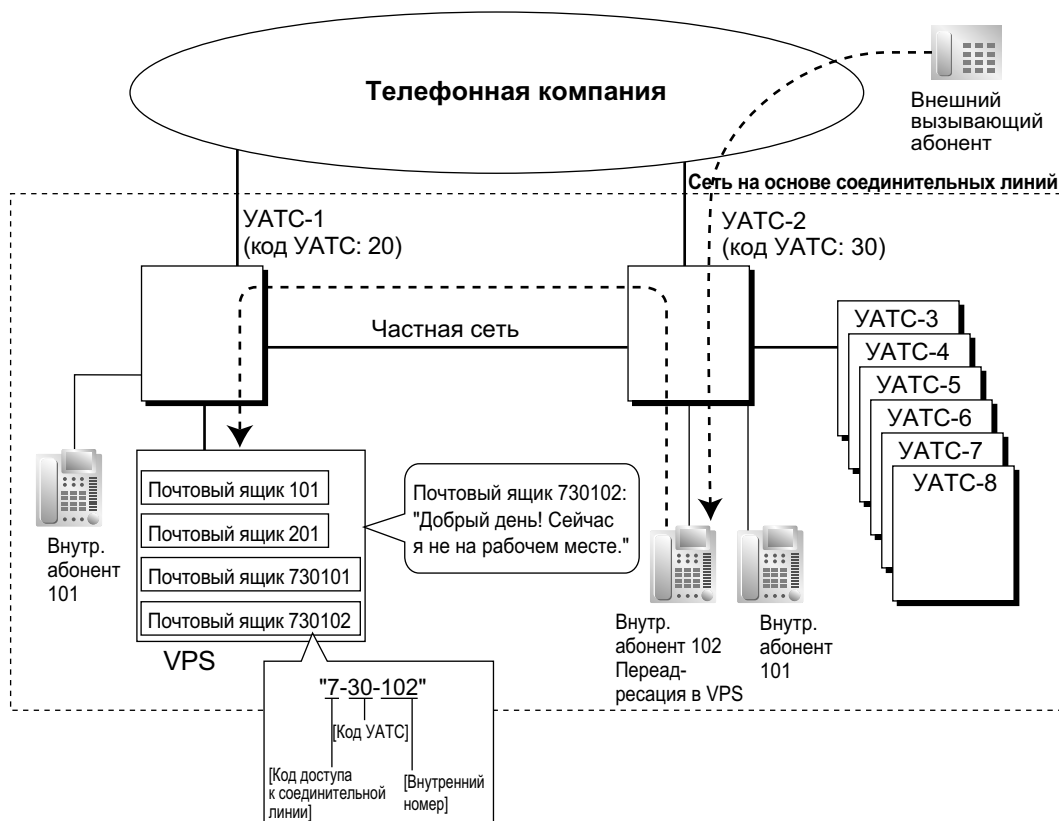 Телефонная компания
Внешний
вызывающий
абонент
Сеть на основе соединительных линий
УАТС-1
(код УАТС: 20)
УАТС-2
(код УАТС: 30)
Частная сеть
УАТС-3
УАТС-4
УАТС-5
УАТС-6
УАТС-7
УАТС-8
Внутр.
абонент
101
Почтовый ящик 101
Почтовый ящик 201
Почтовый ящик 730101
Почтовый ящик 730102
VPS
Почтовый ящик 730102:
"Добрый день! Сейчас
я не на рабочем месте."
Внутр.
абонент 102
Переад-
ресация в VPS
Внутр.
абонент
101
"7-30-102"
[Код УАТС]
[Код доступа
к соединительной
линии]
[Внутренний
номер]